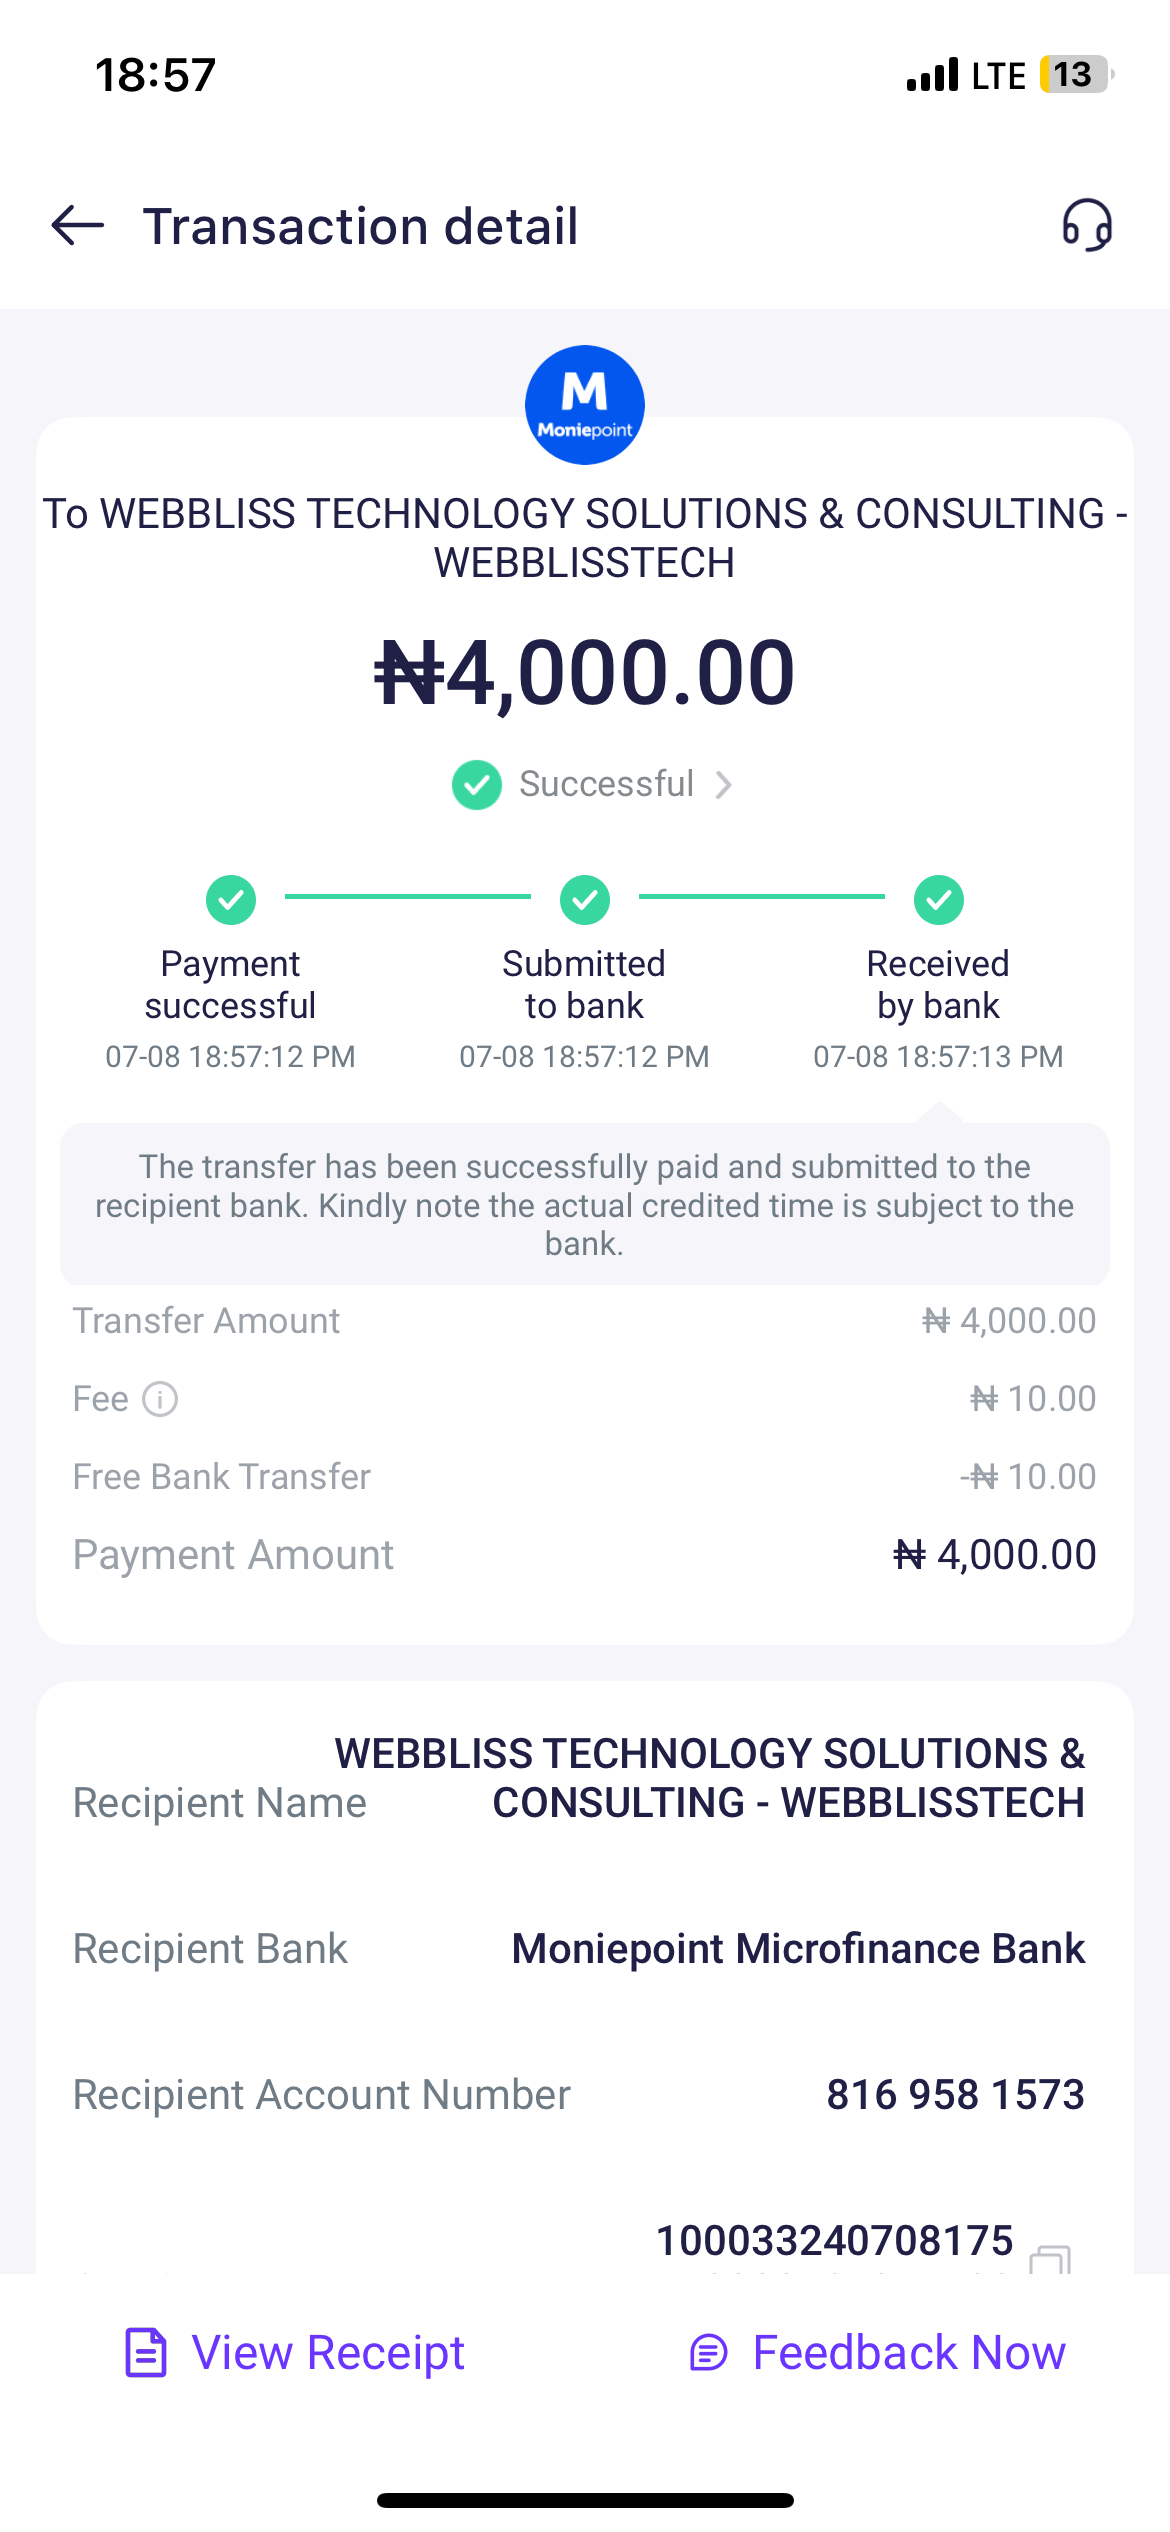 18:57
LTE 13
Transaction detail
M
Moniepoint
To WEBBLISS TECHNOLOGY SOLUTIONS & CONSULTING -
WEBBLISSTECH
₦4,000.00
Successful
Payment
successful
07-08 18:57:12 PM
Submitted
to bank
07-08 18:57:12 PM
Received
by bank
07-08 18:57:13 PM
The transfer has been successfully paid and submitted to the
recipient bank. Kindly note the actual credited time is subject to the
bank.
Transfer Amount ₦ 4,000.00
Fee ₦ 10.00
Free Bank Transfer -₦ 10.00
Payment Amount ₦ 4,000.00
WEBBLISS TECHNOLOGY SOLUTIONS &
Recipient Name CONSULTING - WEBBLISSTECH
Recipient Bank Moniepoint Microfinance Bank
Recipient Account Number 816 958 1573
100033240708175
View Receipt
Feedback Now